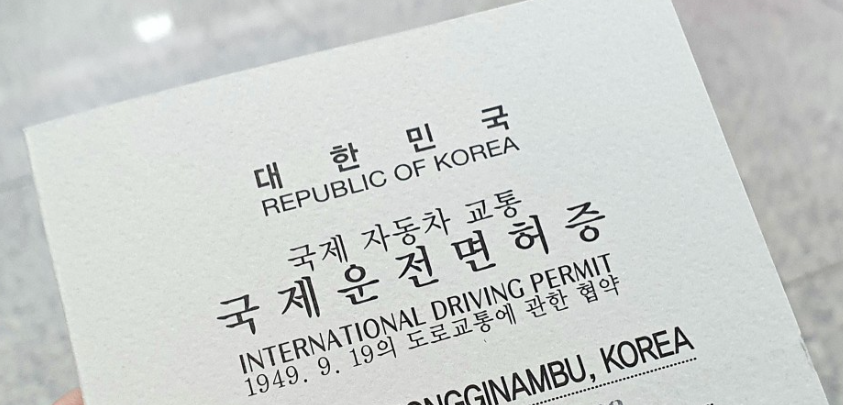 대 한 민 국
REPUBLIC OF KOREA
국제 자동차 교통
국 제 운 전 면 허 증
INTERNATIONAL DRIVING PERMIT
1949. 9. 19의 도로교통에 관한 협약
ONGGINAMBU, KOREA